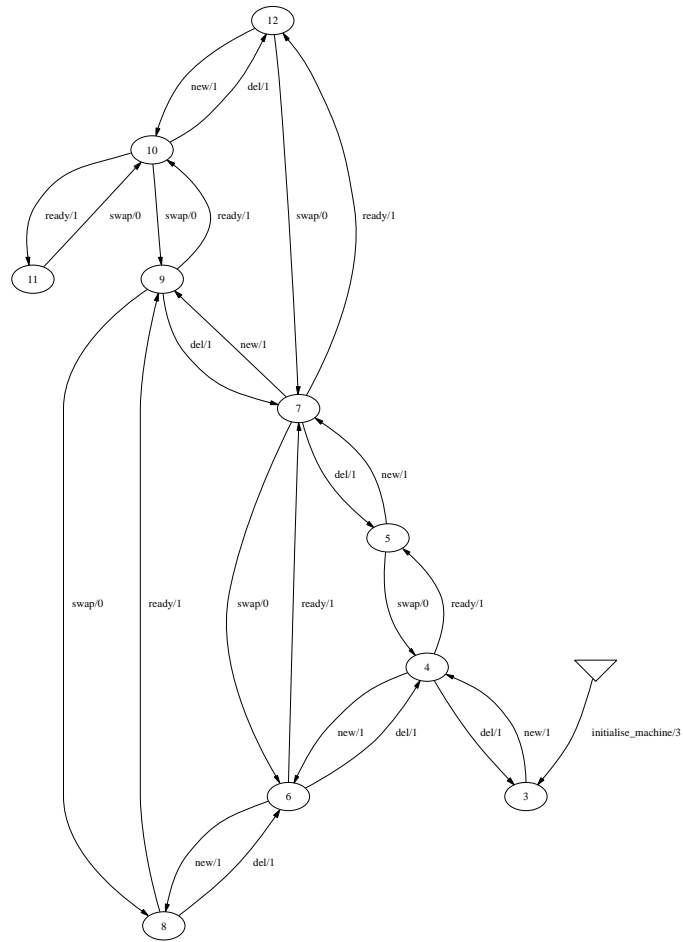 12
new/1 del/1
10
ready/1 swap/0 swap/0 ready/1 swap/0 ready/1
11 9
del/1 new/1
7
del/1 new/1
5
swap/0 ready/1 swap/0 ready/1 swap/0 ready/1
4
new/1 del/1 del/1 new/1 initialise_machine/3
6 3
new/1 del/1
8